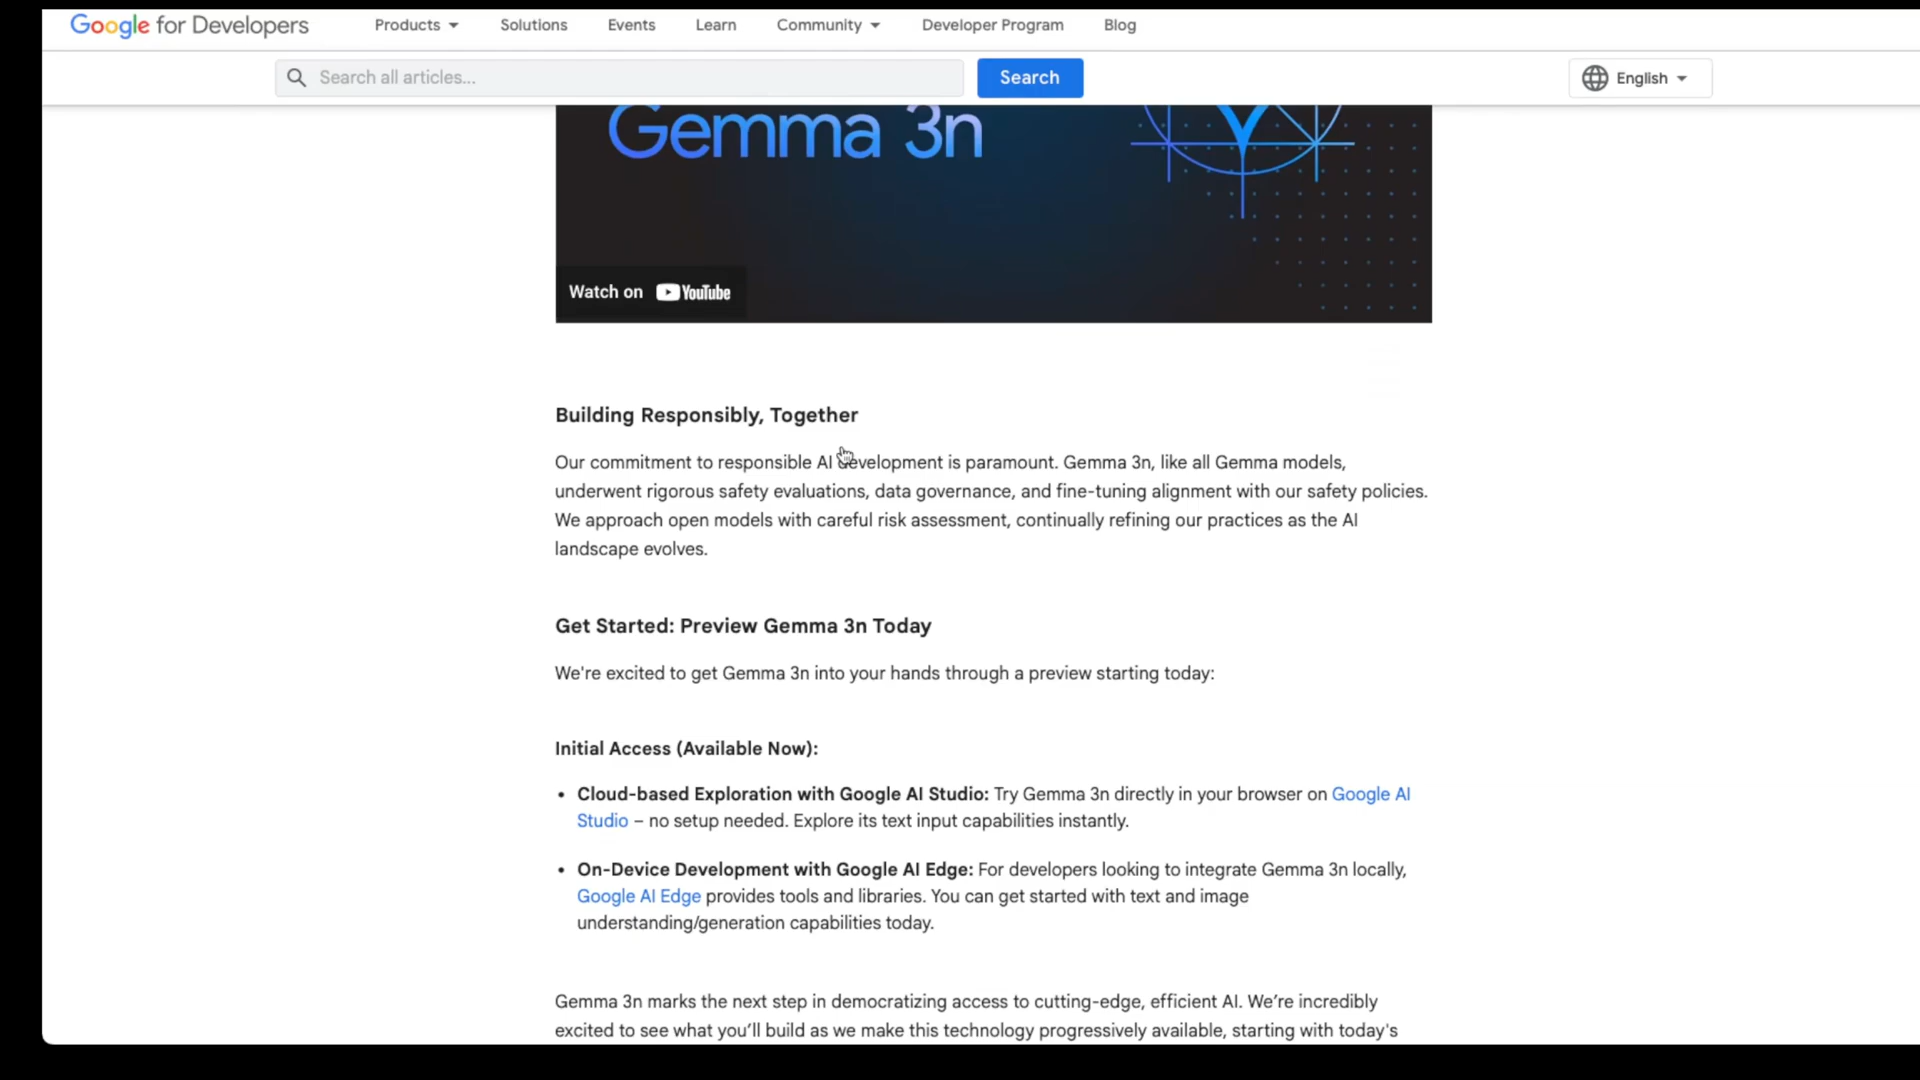 Google for Developers
Products
Solutions
Events
Learn
Community
Developer Program
Blog
Search all articles...
Search
English
Gemma 3n
Watch on YouTube
Building Responsibly, Together
Our commitment to responsible AI development is paramount. Gemma 3n, like all Gemma models,
underwent rigorous safety evaluations, data governance, and fine-tuning alignment with our safety policies.
We approach open models with careful risk assessment, continually refining our practices as the AI
landscape evolves.
Get Started: Preview Gemma 3n Today
We're excited to get Gemma 3n into your hands through a preview starting today:
Initial Access (Available Now):
• Cloud-based Exploration with Google AI Studio: Try Gemma 3n directly in your browser on Google AI
Studio – no setup needed. Explore its text input capabilities instantly.
• On-Device Development with Google AI Edge: For developers looking to integrate Gemma 3n locally,
Google AI Edge provides tools and libraries. You can get started with text and image
understanding/generation capabilities today.
Gemma 3n marks the next step in democratizing access to cutting-edge, efficient AI. We’re incredibly
excited to see what you’ll build as we make this technology progressively available, starting with today's